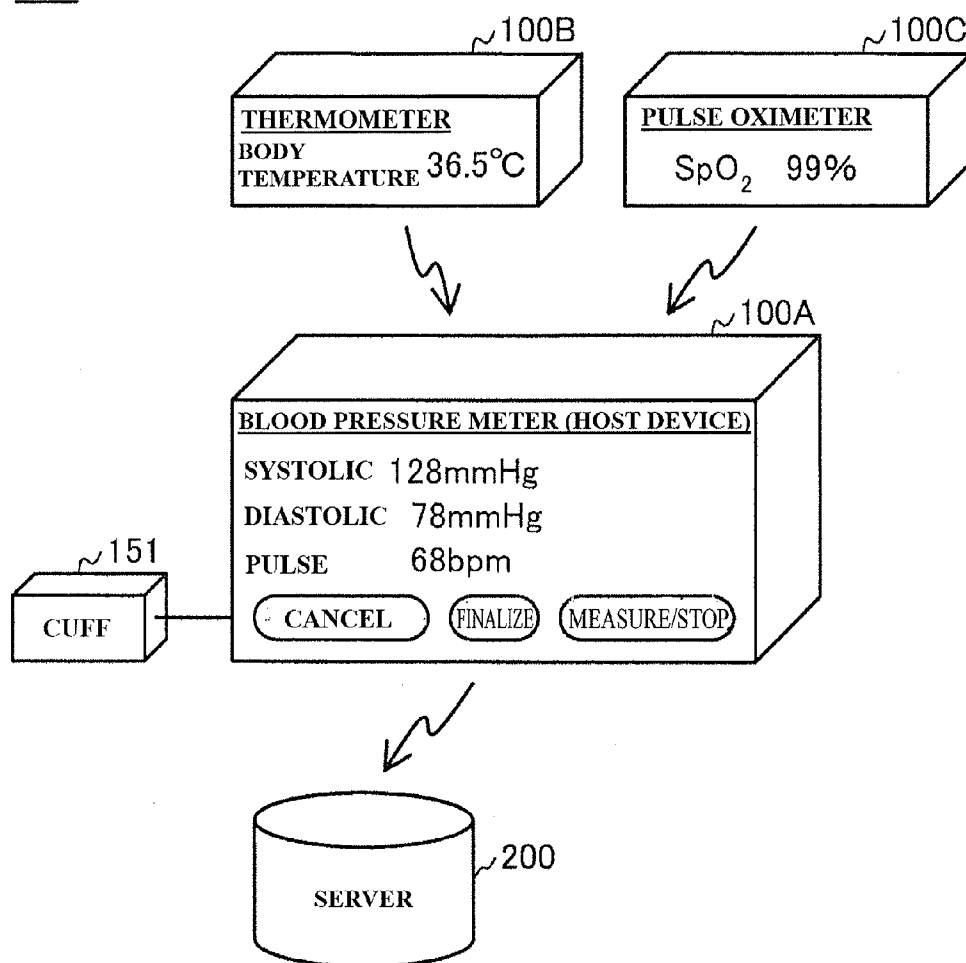 100B
100C
THERMOMETER
BODY
TEMPERATURE 36.5°C
PULSE OXIMETER
SpO₂ 99%
100A
BLOOD PRESSURE METER (HOST DEVICE)
SYSTOLIC 128mmHg
DIASTOLIC 78mmHg
PULSE 68bpm
CANCEL FINALIZE MEASURE/STOP
151
CUFF
200
SERVER